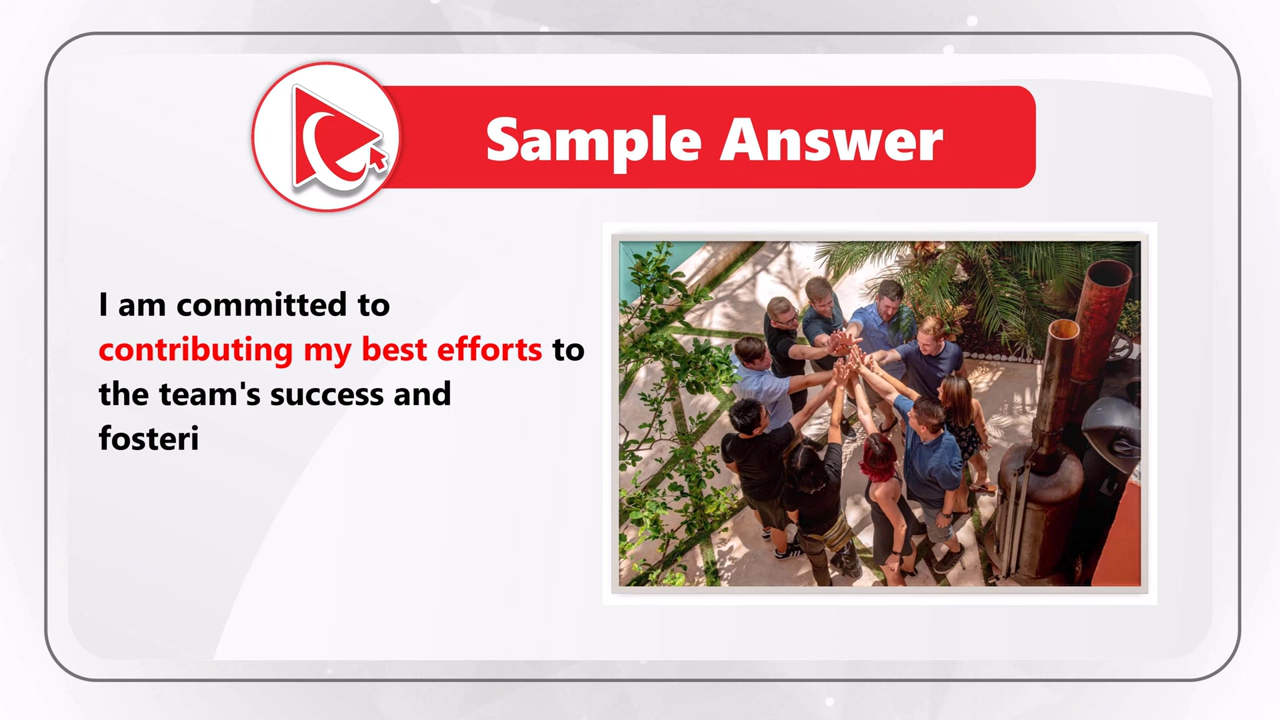 Sample Answer
I am committed to
contributing my best efforts to
the team's success and
fosteri